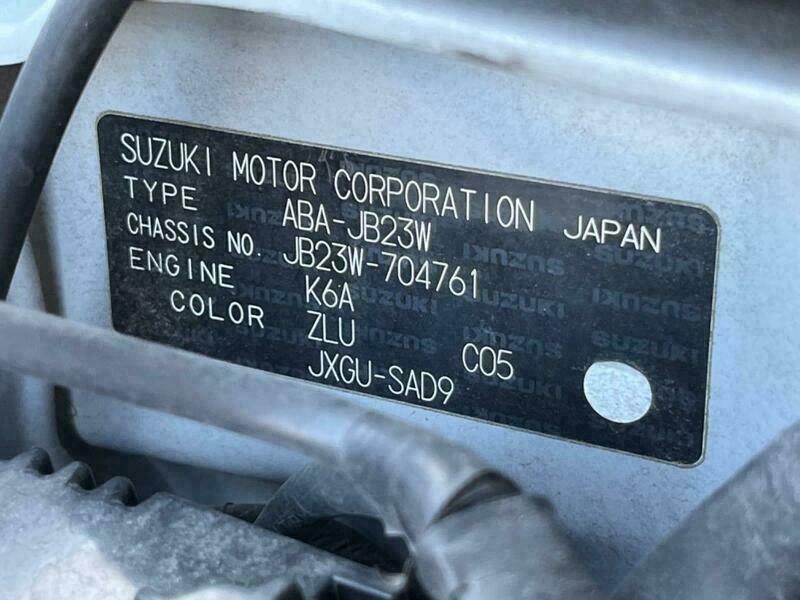 SUZUKI MOTOR CORPORATION JAPAN
TYPE ABA-JB23W
CHASSIS NO. JB23W-704761
ENGINE K6A
COLOR ZLU C05
JXGU-SAD9